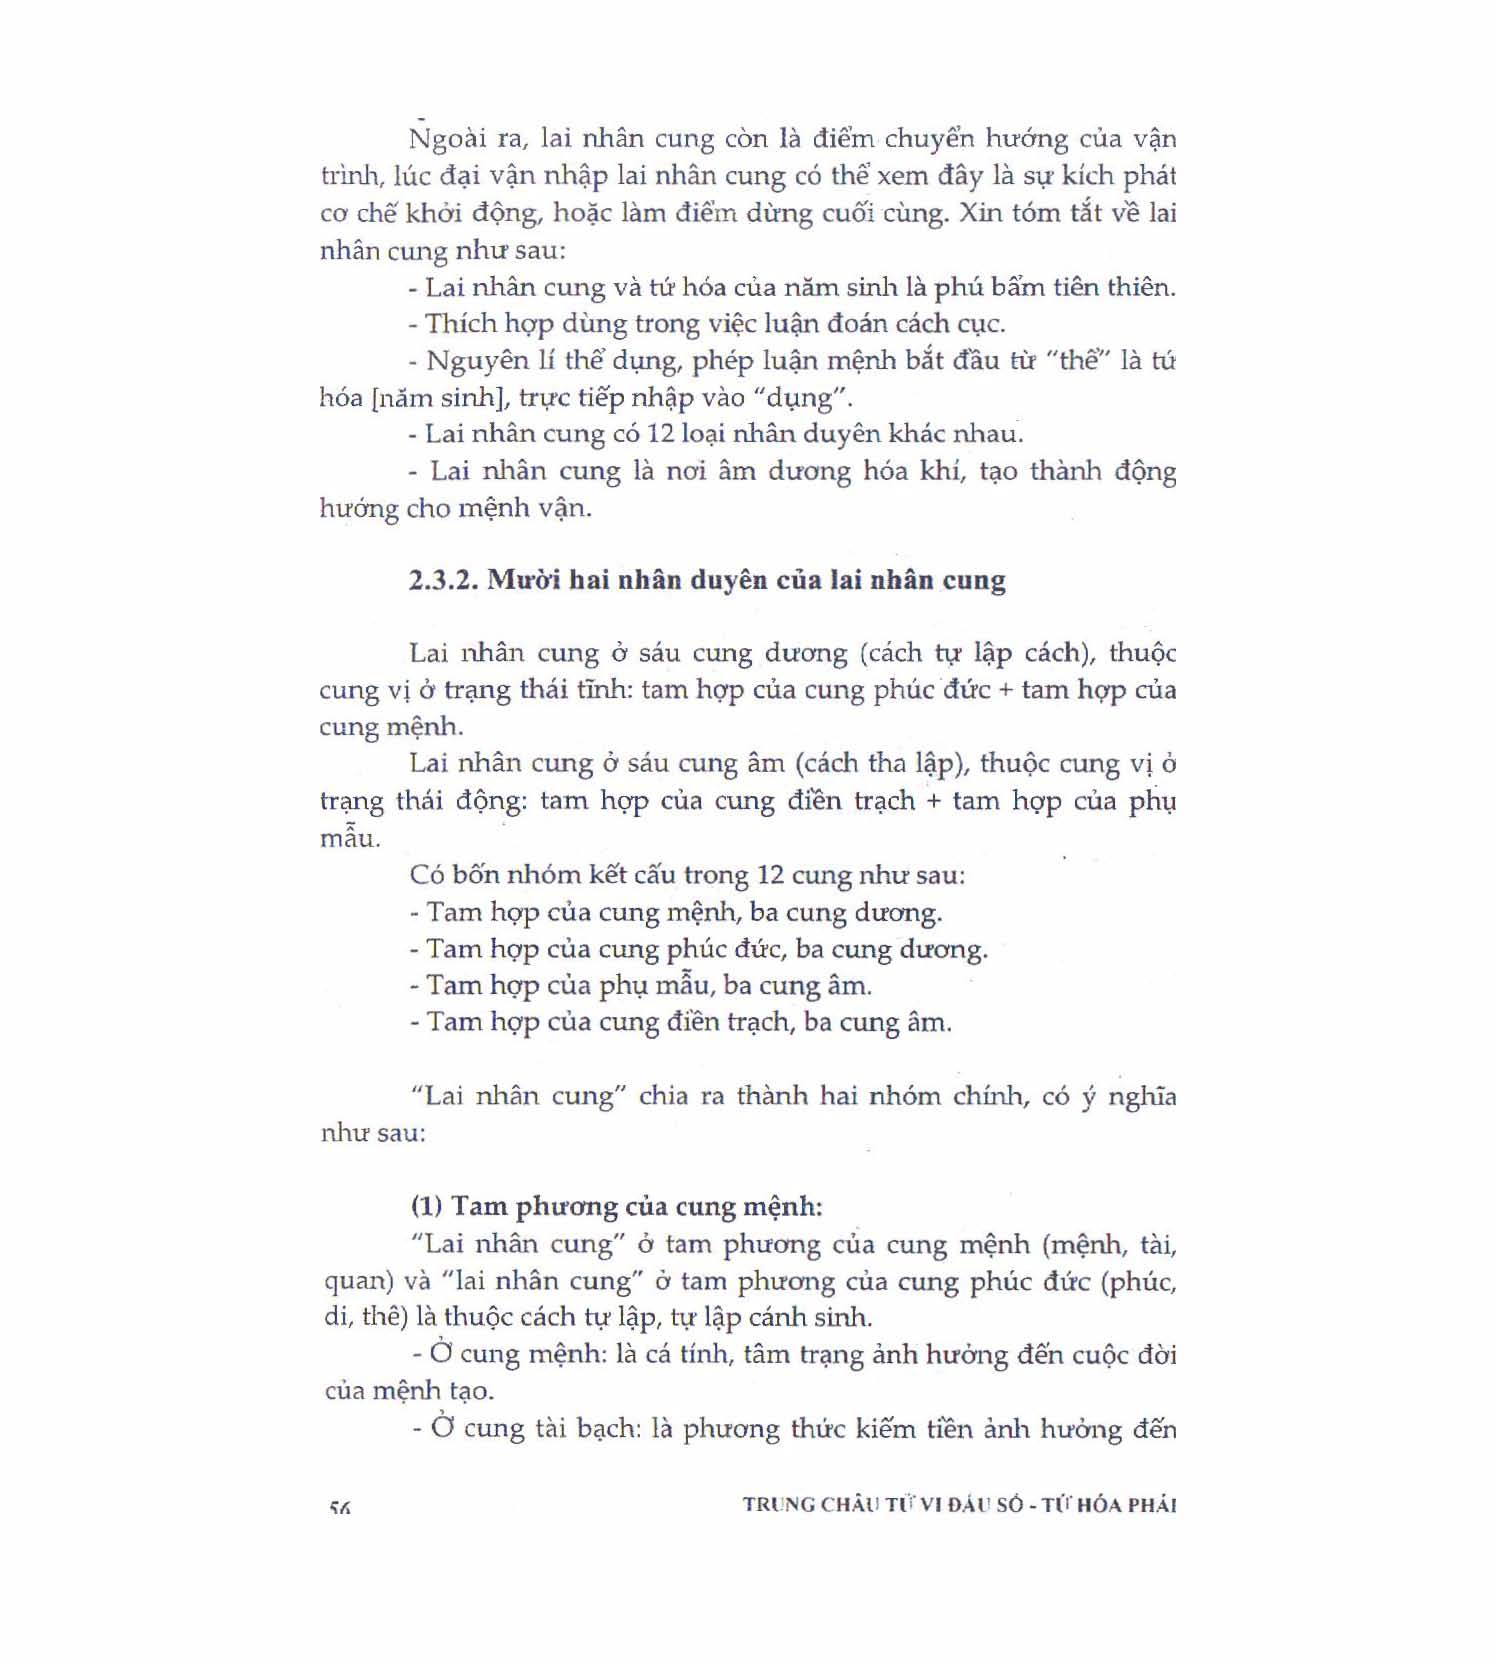 Ngoài ra, lai nhân cung còn là điểm chuyển hướng của vận
trình, lúc đại vận nhập lai nhân cung có thể xem đây là sự kích phát
cơ chế khởi động, hoặc làm điểm dừng cuối cùng. Xin tóm tắt về lai
nhân cung như sau:
- Lai nhân cung và tứ hóa của năm sinh là phú bẩm tiên thiên.
- Thích hợp dùng trong việc luận đoán cách cục.
- Nguyên lí thể dụng, phép luận mệnh bắt đầu từ "thể" là tứ
hóa [năm sinh], trực tiếp nhập vào "dụng".
- Lai nhân cung có 12 loại nhân duyên khác nhau.
- Lai nhân cung là nơi âm dương hóa khí, tạo thành động
hướng cho mệnh vận.
2.3.2. Mười hai nhân duyên của lai nhân cung
Lai nhân cung ở sáu cung dương (cách tự lập cách), thuộc
cung vị ở trạng thái tĩnh: tam hợp của cung phúc đức + tam hợp của
cung mệnh.
Lai nhân cung ở sáu cung âm (cách tha lập), thuộc cung vị ở
trạng thái động: tam hợp của cung điền trạch + tam hợp của phụ
mẫu.
Có bốn nhóm kết cấu trong 12 cung như sau:
- Tam hợp của cung mệnh, ba cung dương.
- Tam hợp của cung phúc đức, ba cung dương.
- Tam hợp của phụ mẫu, ba cung âm.
- Tam hợp của cung điền trạch, ba cung âm.
"Lai nhân cung" chia ra thành hai nhóm chính, có ý nghĩa
như sau:
(1) Tam phương của cung mệnh:
"Lai nhân cung" ở tam phương của cung mệnh (mệnh, tài,
quan) và "lai nhân cung" ở tam phương của cung phúc đức (phúc,
di, thê) là thuộc cách tự lập, tự lập cánh sinh.
- Ở cung mệnh: là cá tính, tâm trạng ảnh hưởng đến cuộc đời
của mệnh tạo.
- Ở cung tài bạch: là phương thức kiếm tiền ảnh hưởng đến
56 TRUNG CHÂU TỬ VI ĐẨU SỐ - TỨ HÓA PHÁI